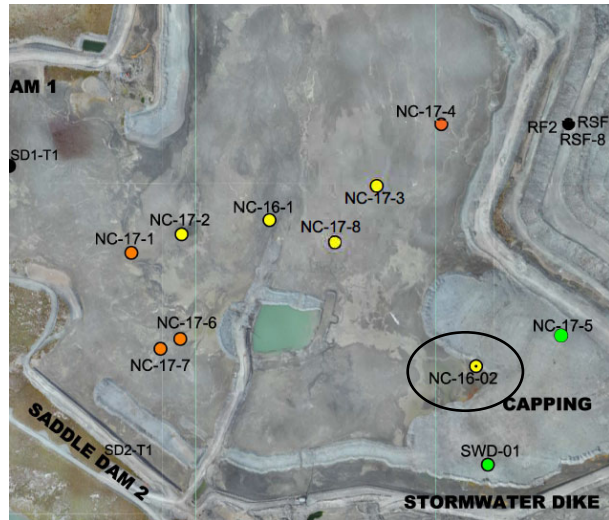 AM 1
NC-17-4
RF2
RSF
RSF-8
SD1-T1
NC-17-3
NC-16-1
NC-17-2
NC-17-8
NC-17-1
NC-17-6
NC-17-5
NC-17-7
NC-16-02
CAPPING
SADDLE DAM 2
SD2-T1
SWD-01
STORMWATER DIKE